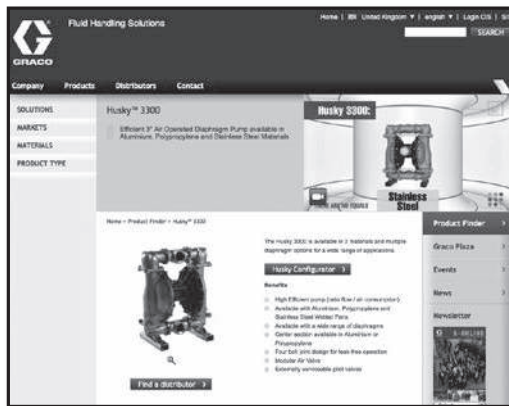 Home | United Kingdom ▼ | english ▼ | Login CIS |
Fluid Handling Solutions
SEARCH
GRACO
Company Products Distributors Contact
SOLUTIONS
MARKETS
MATERIALS
PRODUCT TYPE
Husky™ 3300
Efficient 3" Air Operated Diaphragm Pump available in
Aluminium, Polypropylene and Stainless Steel Materials
Husky 3300:
Stainless
Steel
Home > Product Finder > Husky™ 3300
The Husky 3300 is available in 3 materials and multiple
diaphragm options for a wide range of applications.
Husky Configurator >
Benefits
High Efficient pump (ratio flow / air consumption)
Available with Aluminium, Polypropylene and
Stainless Steel Wetted Parts
Available with a wide range of diaphragms
Center section available in Aluminium or
Polypropylene
Four bolt joint design for leak free operation
Modular Air Valve
Externally serviceable pilot valves
Find a distributor >
Product Finder >
Graco Plaza >
Events >
News >
Newsletter